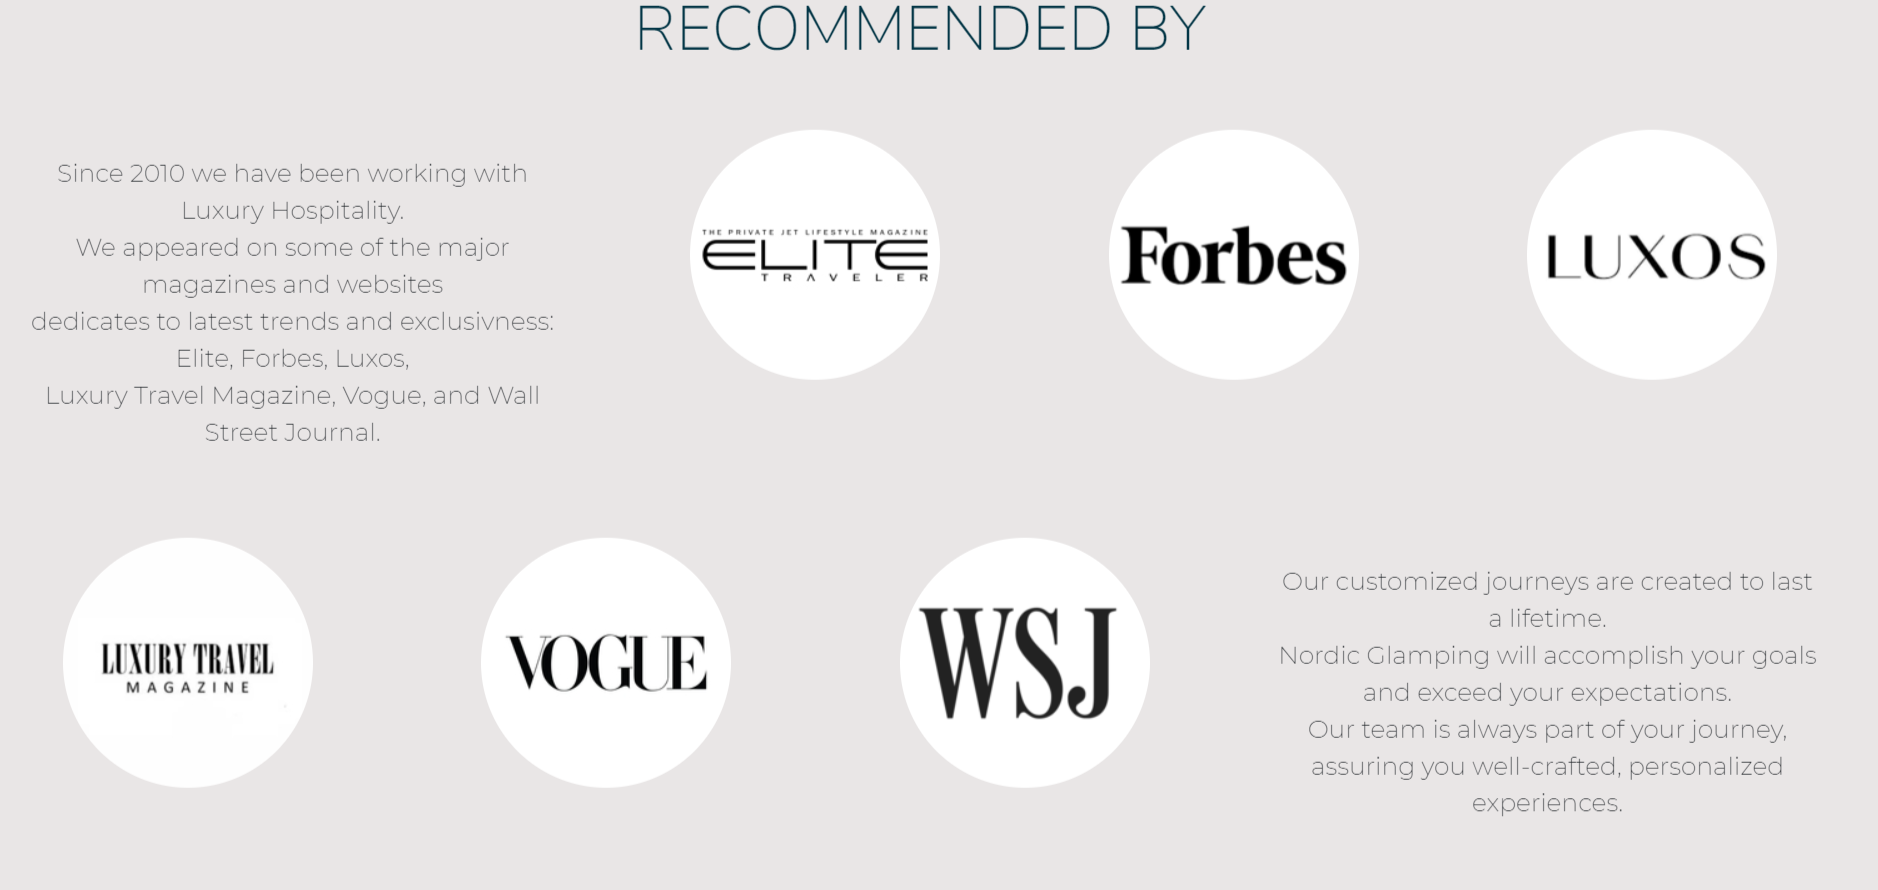 RECOMMENDED BY
Since 2010 we have been working with
Luxury Hospitality.
We appeared on some of the major
magazines and websites
dedicates to latest trends and exclusivness:
Elite, Forbes, Luxos,
Luxury Travel Magazine, Vogue, and Wall
Street Journal.
THE PRIVATE JET LIFESTYLE MAGAZINE
ELITE
TRAVELER
Forbes
LUXOS
LUXURY TRAVEL
MAGAZINE
VOGUE
WSJ
Our customized journeys are created to last
a lifetime.
Nordic Glamping will accomplish your goals
and exceed your expectations.
Our team is always part of your journey,
assuring you well-crafted, personalized
experiences.